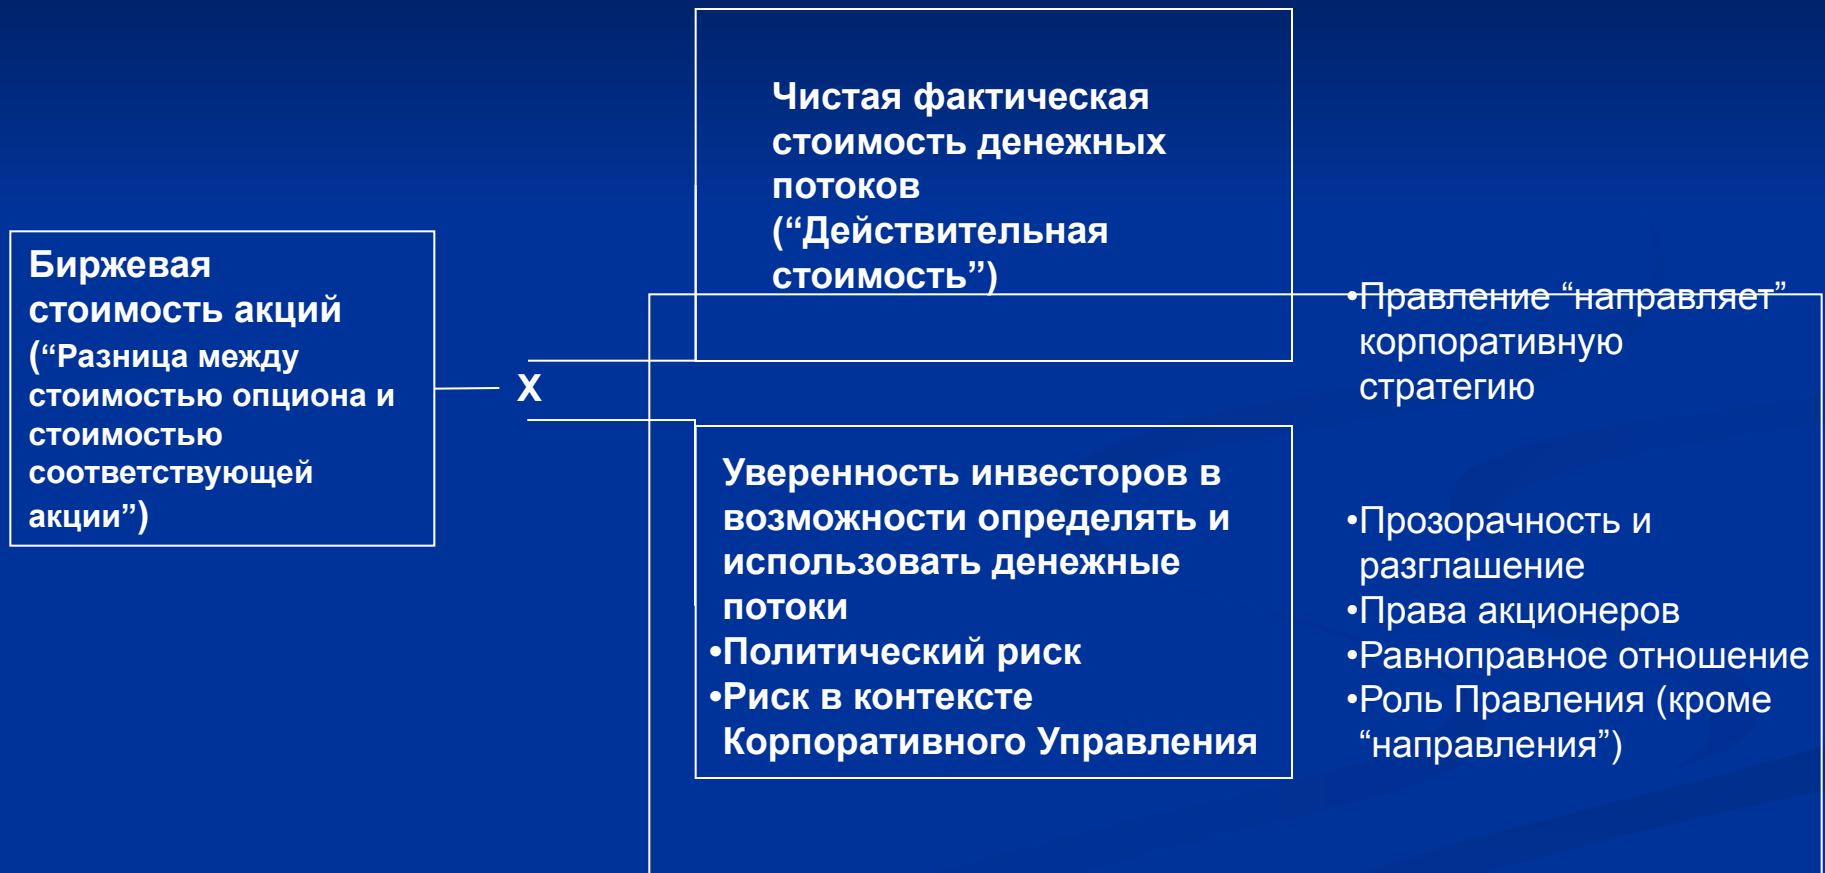 Чистая фактическая
стоимость денежных
потоков
(“Действительная
стоимость”)
Биржевая
стоимость акций
(“Разница между
стоимостью опциона и
стоимостью
соответствующей
акции”)
X
•Правление “направляет”
корпоративную
стратегию
Уверенность инвесторов в
возможности определять и
использовать денежные
потоки
•Политический риск
•Риск в контексте
Корпоративного Управления
•Прозорачность и
разглашение
•Права акционеров
•Равноправное отношение
•Роль Правления (кроме
“направления”)